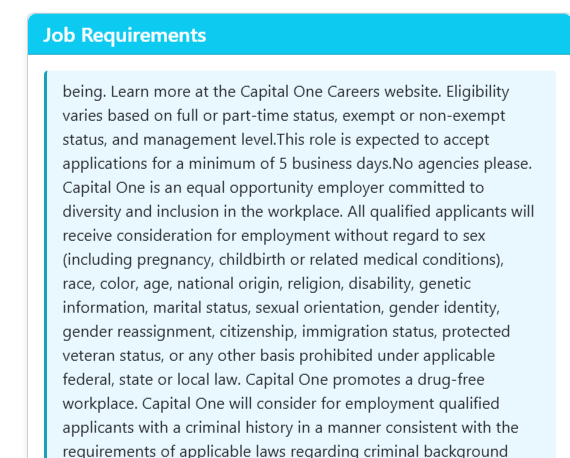 Job Requirements
being. Learn more at the Capital One Careers website. Eligibility
varies based on full or part-time status, exempt or non-exempt
status, and management level.This role is expected to accept
applications for a minimum of 5 business days.No agencies please.
Capital One is an equal opportunity employer committed to
diversity and inclusion in the workplace. All qualified applicants will
receive consideration for employment without regard to sex
(including pregnancy, childbirth or related medical conditions),
race, color, age, national origin, religion, disability, genetic
information, marital status, sexual orientation, gender identity,
gender reassignment, citizenship, immigration status, protected
veteran status, or any other basis prohibited under applicable
federal, state or local law. Capital One promotes a drug-free
workplace. Capital One will consider for employment qualified
applicants with a criminal history in a manner consistent with the
requirements of applicable laws regarding criminal background